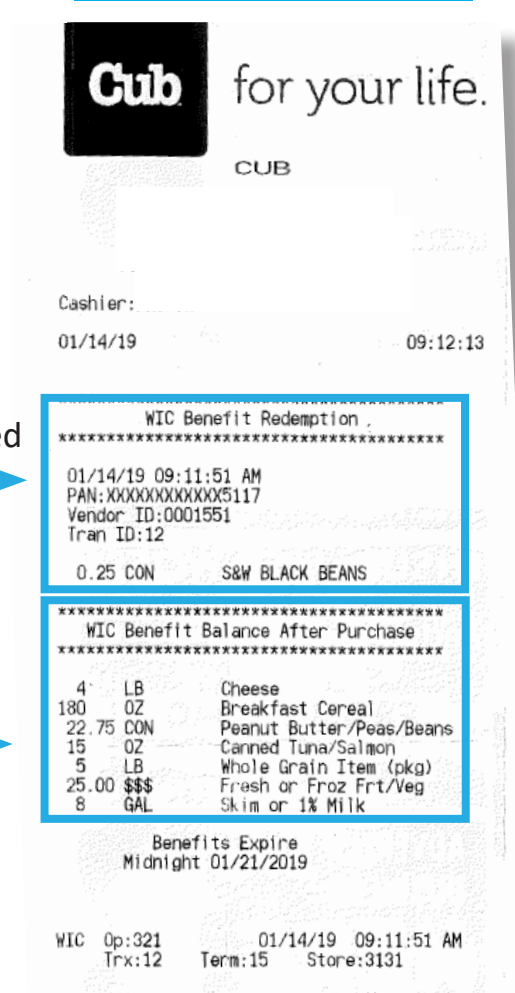 Cub for your life.
CUB
Cashier:
01/14/19 09:12:13
****************************************
WIC Benefit Redemption
****************************************
ed
01/14/19 09:11:51 AM
PAN:XXXXXXXXXXXX5117
Vendor ID:0001551
Tran ID:12
0.25 CON S&W BLACK BEANS
****************************************
WIC Benefit Balance After Purchase
****************************************
4 LB Cheese
180 OZ Breakfast Cereal
22.75 CON Peanut Butter/Peas/Beans
15 OZ Canned Tuna/Salmon
5 LB Whole Grain Item (pkg)
25.00 $$$ Fresh or Froz Frt/Veg
8 GAL Skim or 1% Milk
Benefits Expire
Midnight 01/21/2019
WIC Op:321 01/14/19 09:11:51 AM
Trx:12 Term:15 Store:3131